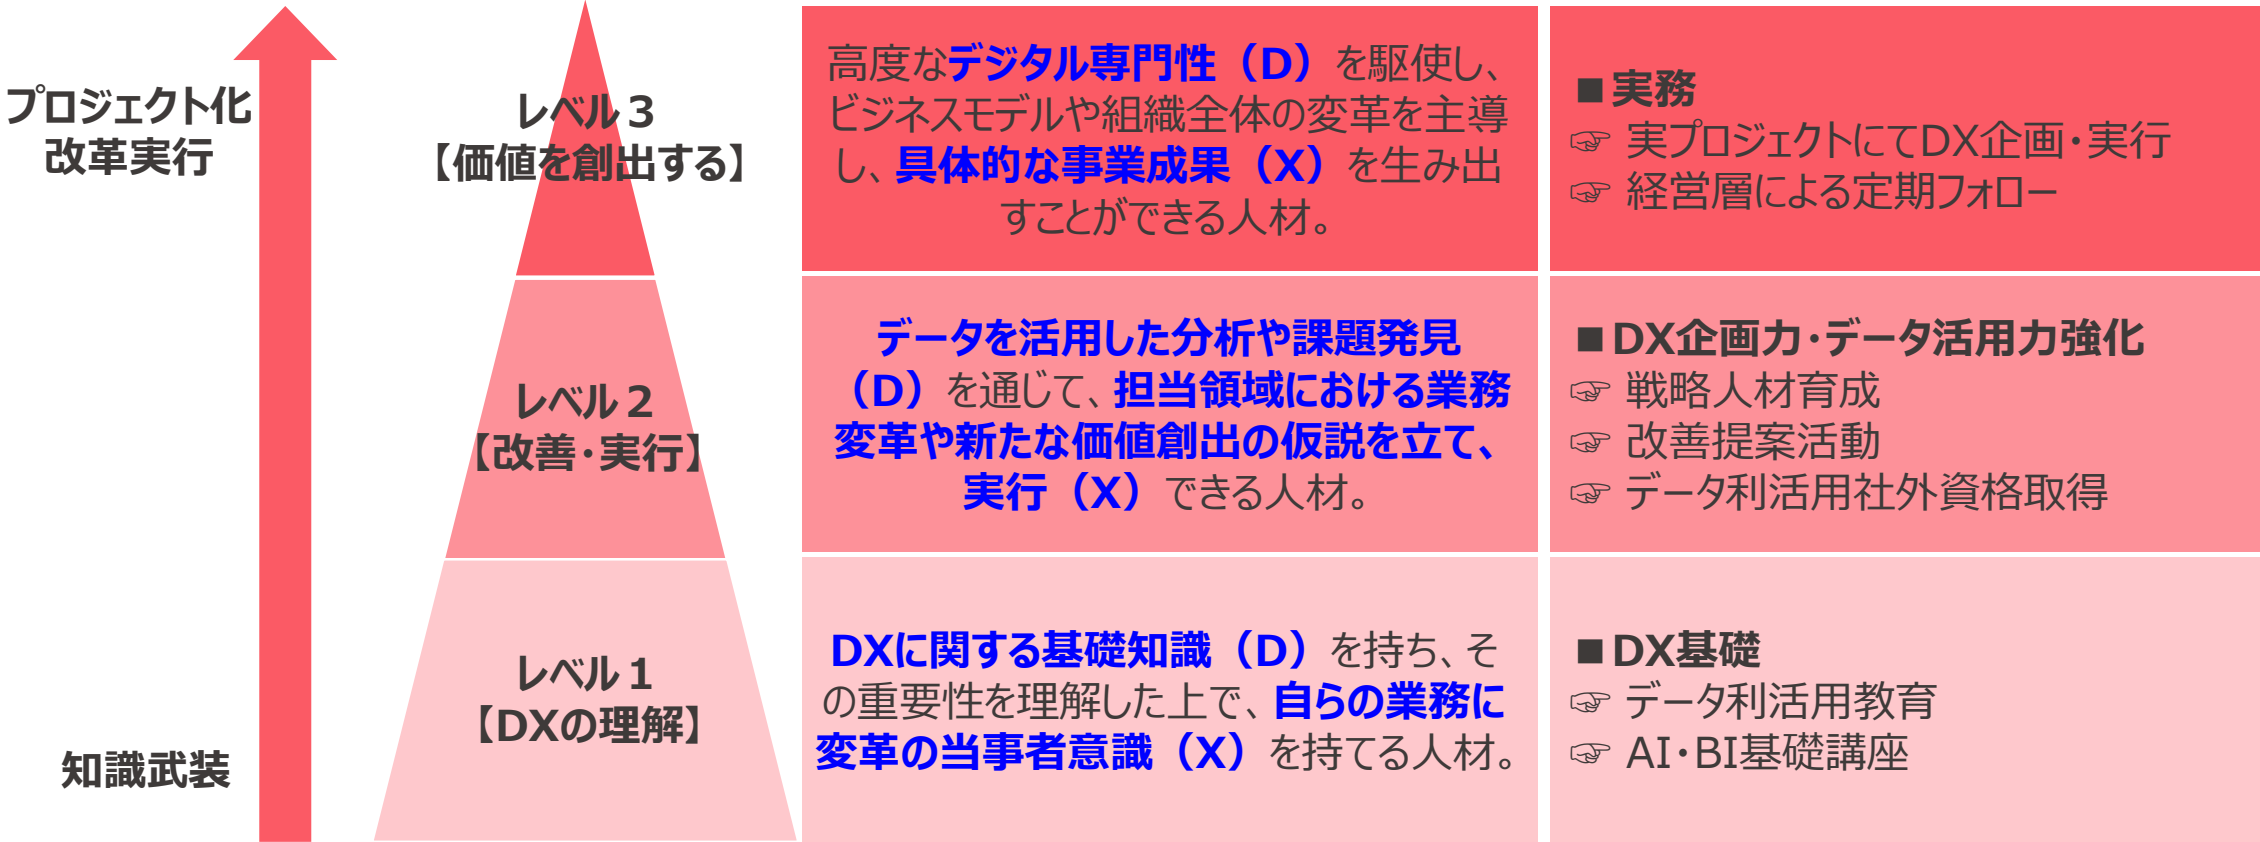 プロジェクト化
改革実行
知識武装
レベル３
【価値を創出する】
高度なデジタル専門性（D）を駆使し、
ビジネスモデルや組織全体の変革を主導
し、具体的な事業成果（X）を生み出
すことができる人材。
■実務
☞ 実プロジェクトにてDX企画・実行
☞ 経営層による定期フォロー
レベル２
【改善・実行】
データを活用した分析や課題発見
（D）を通じて、担当領域における業務
変革や新たな価値創出の仮説を立て、
実行（X）できる人材。
■DX企画力・データ活用力強化
☞ 戦略人材育成
☞ 改善提案活動
☞ データ利活用社外資格取得
レベル１
【DXの理解】
DXに関する基礎知識（D）を持ち、そ
の重要性を理解した上で、自らの業務に
変革の当事者意識（X）を持てる人材。
■DX基礎
☞ データ利活用教育
☞ AI・BI基礎講座